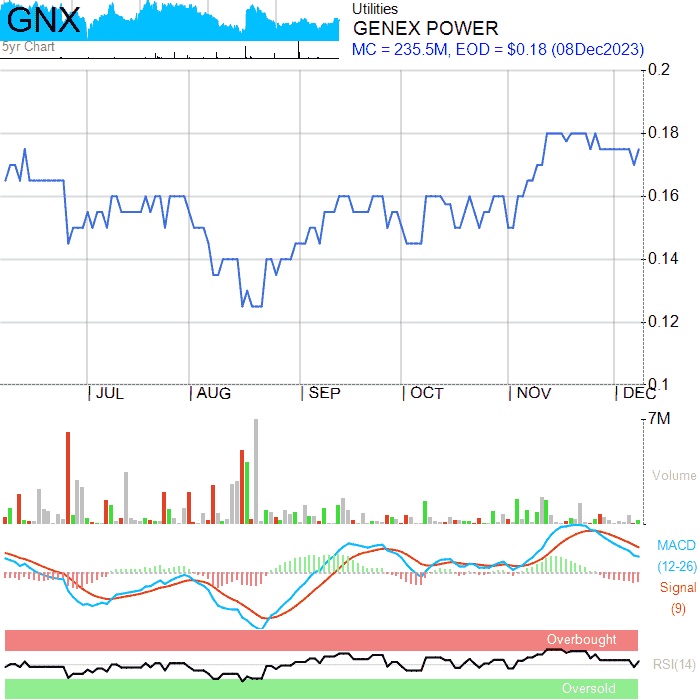 GNX
5yr Chart
Utilities
GENEX POWER
MC = 235.5M, EOD = $0.18 (08Dec2023)
0.2
0.18
0.16
0.14
0.12
0.1
JUL
AUG
SEP
OCT
NOV
DEC
7M
Volume
MACD
(12-26)
Signal
(9)
Overbought
RSI(14)
Oversold